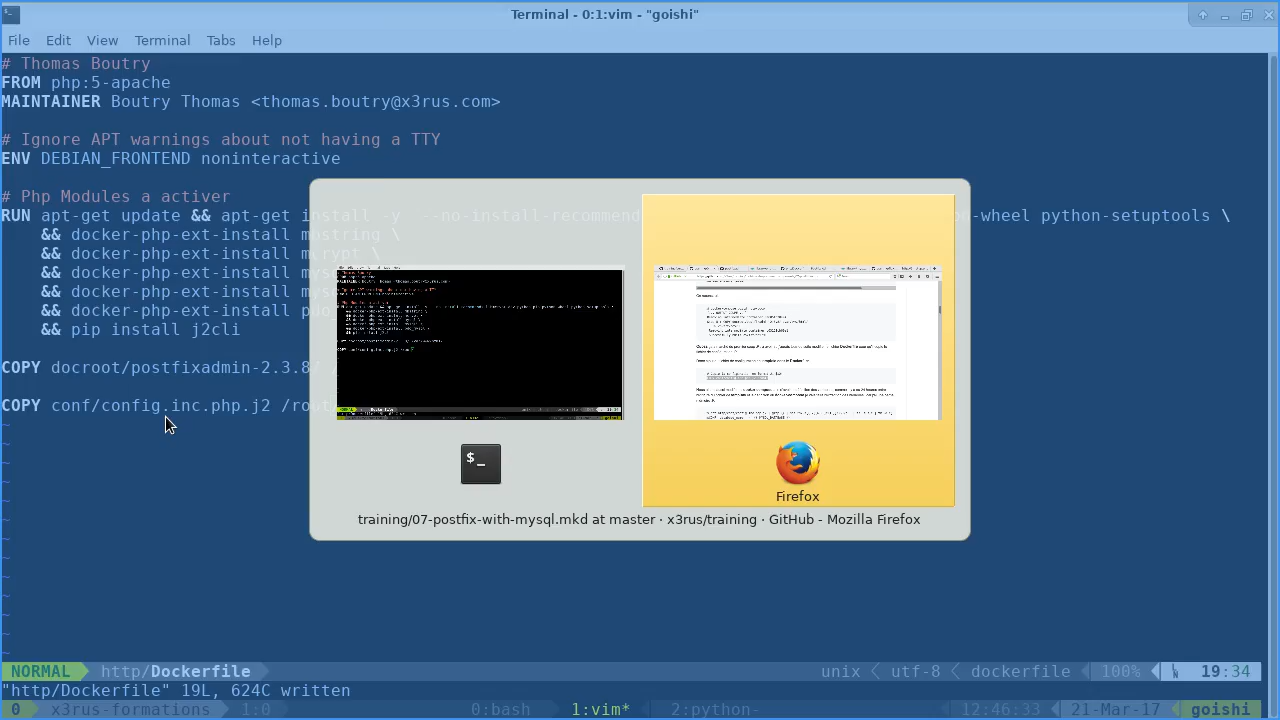 Terminal - 0:1:vim - "goishi"
File Edit View Terminal Tabs Help
# Thomas Boutry
FROM php:5-apache
MAINTAINER Boutry Thomas <thomas.boutry@x3rus.com>
# Ignore APT warnings about not having a TTY
ENV DEBIAN_FRONTEND noninteractive
# Php Modules a activer
RUN apt-get update && apt-get install -y --no-install-recommend n-wheel python-setuptools \
&& docker-php-ext-install mbstring \
&& docker-php-ext-install mcrypt \
&& docker-php-ext-install
&& docker-php-ext-install
&& docker-php-ext-install
&& pip install j2cli
COPY docroot/postfixadmin-2.3.8/
COPY conf/config.inc.php.j2 /root/
$_
Firefox
training/07-postfix-with-mysql.mkd at master · x3rus/training · GitHub - Mozilla Firefox
~
~
~
~
~
~
~
~
~
~
~
~
~
NORMAL http/Dockerfile unix utf-8 dockerfile 100% 19:34
"http/Dockerfile" 19L, 624C written
0 x3rus-formations 1:0 0:bash 1:vim* 2:python- 12:46:33 21-Mar-17 goishi